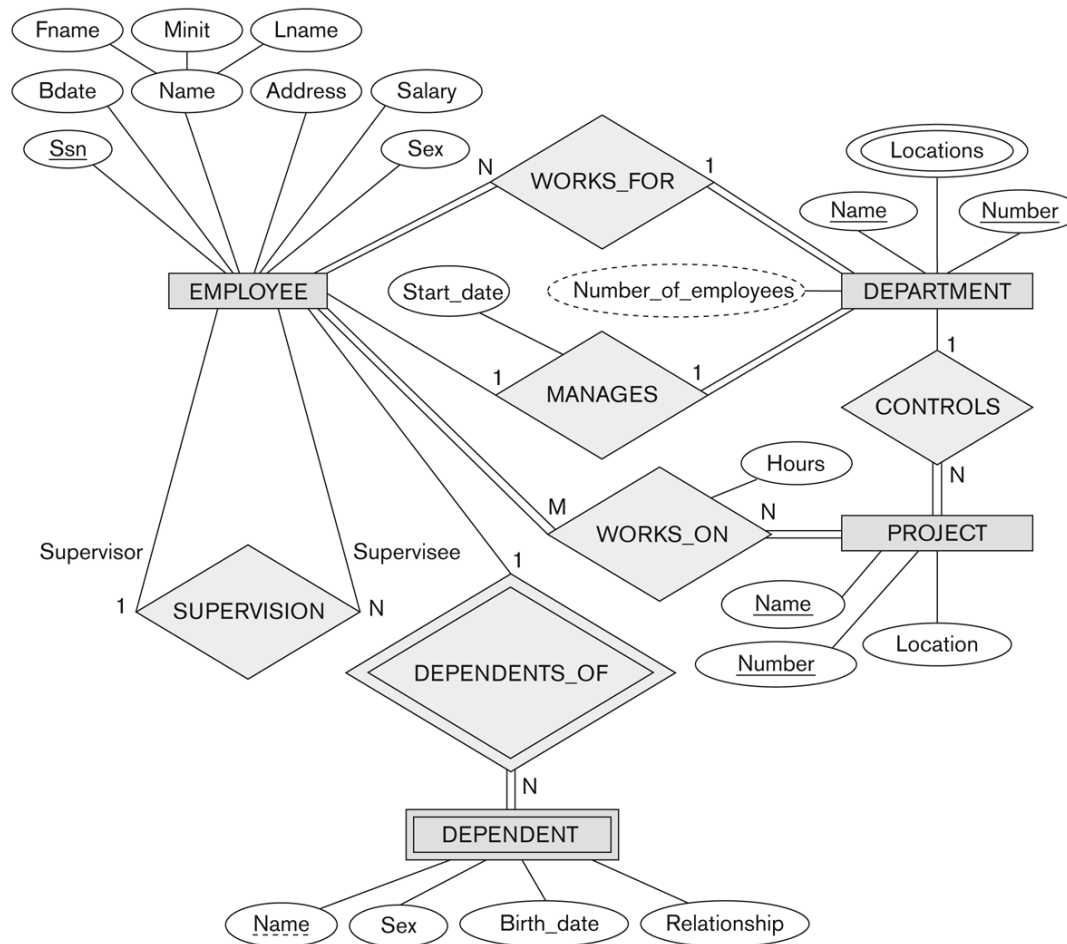 Fname
Minit
Lname
Bdate
Name
Address
Salary
Ssn
Sex
N
WORKS_FOR
1
Locations
Name
Number
EMPLOYEE
Start_date
Number_of_employees
DEPARTMENT
1
MANAGES
1
1
CONTROLS
N
Hours
M
WORKS_ON
N
PROJECT
Supervisor
Supervisee
1
SUPERVISION
N
1
DEPENDENTS_OF
Name
Number
Location
N
DEPENDENT
Name
Sex
Birth_date
Relationship